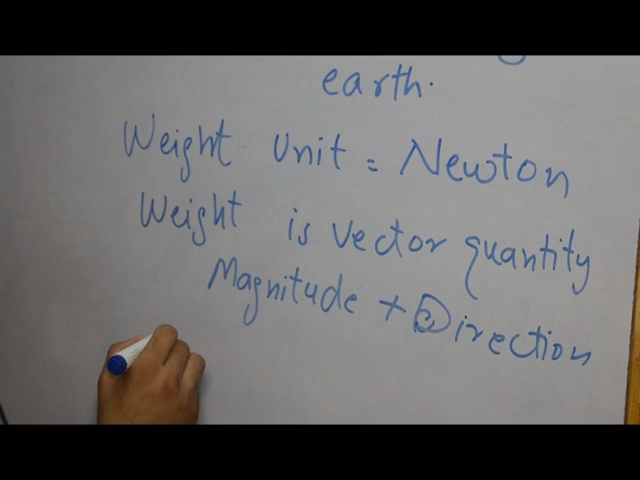 earth.
Weight Unit = Newton
Weight is vector quantity
Magnitude + Direction